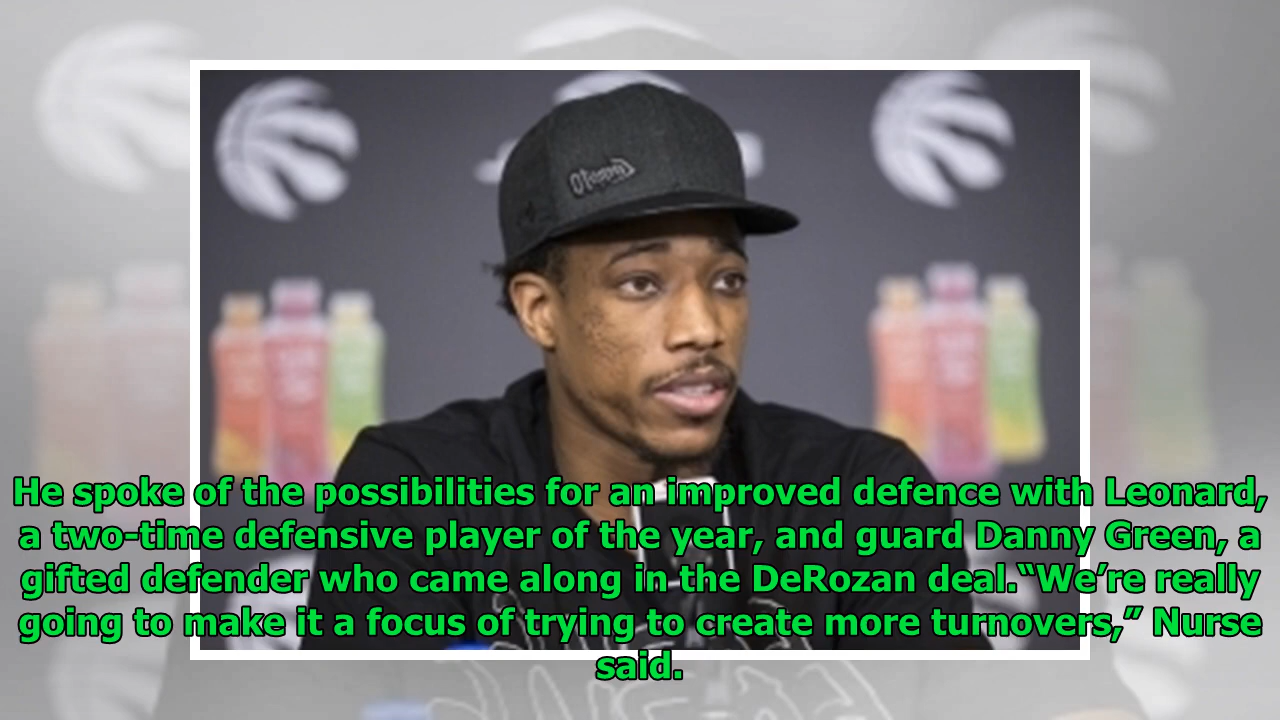 He spoke of the possibilities for an improved defence with Leonard,
a two-time defensive player of the year, and guard Danny Green, a
gifted defender who came along in the DeRozan deal.“We’re really
going to make it a focus of trying to create more turnovers,” Nurse
said.